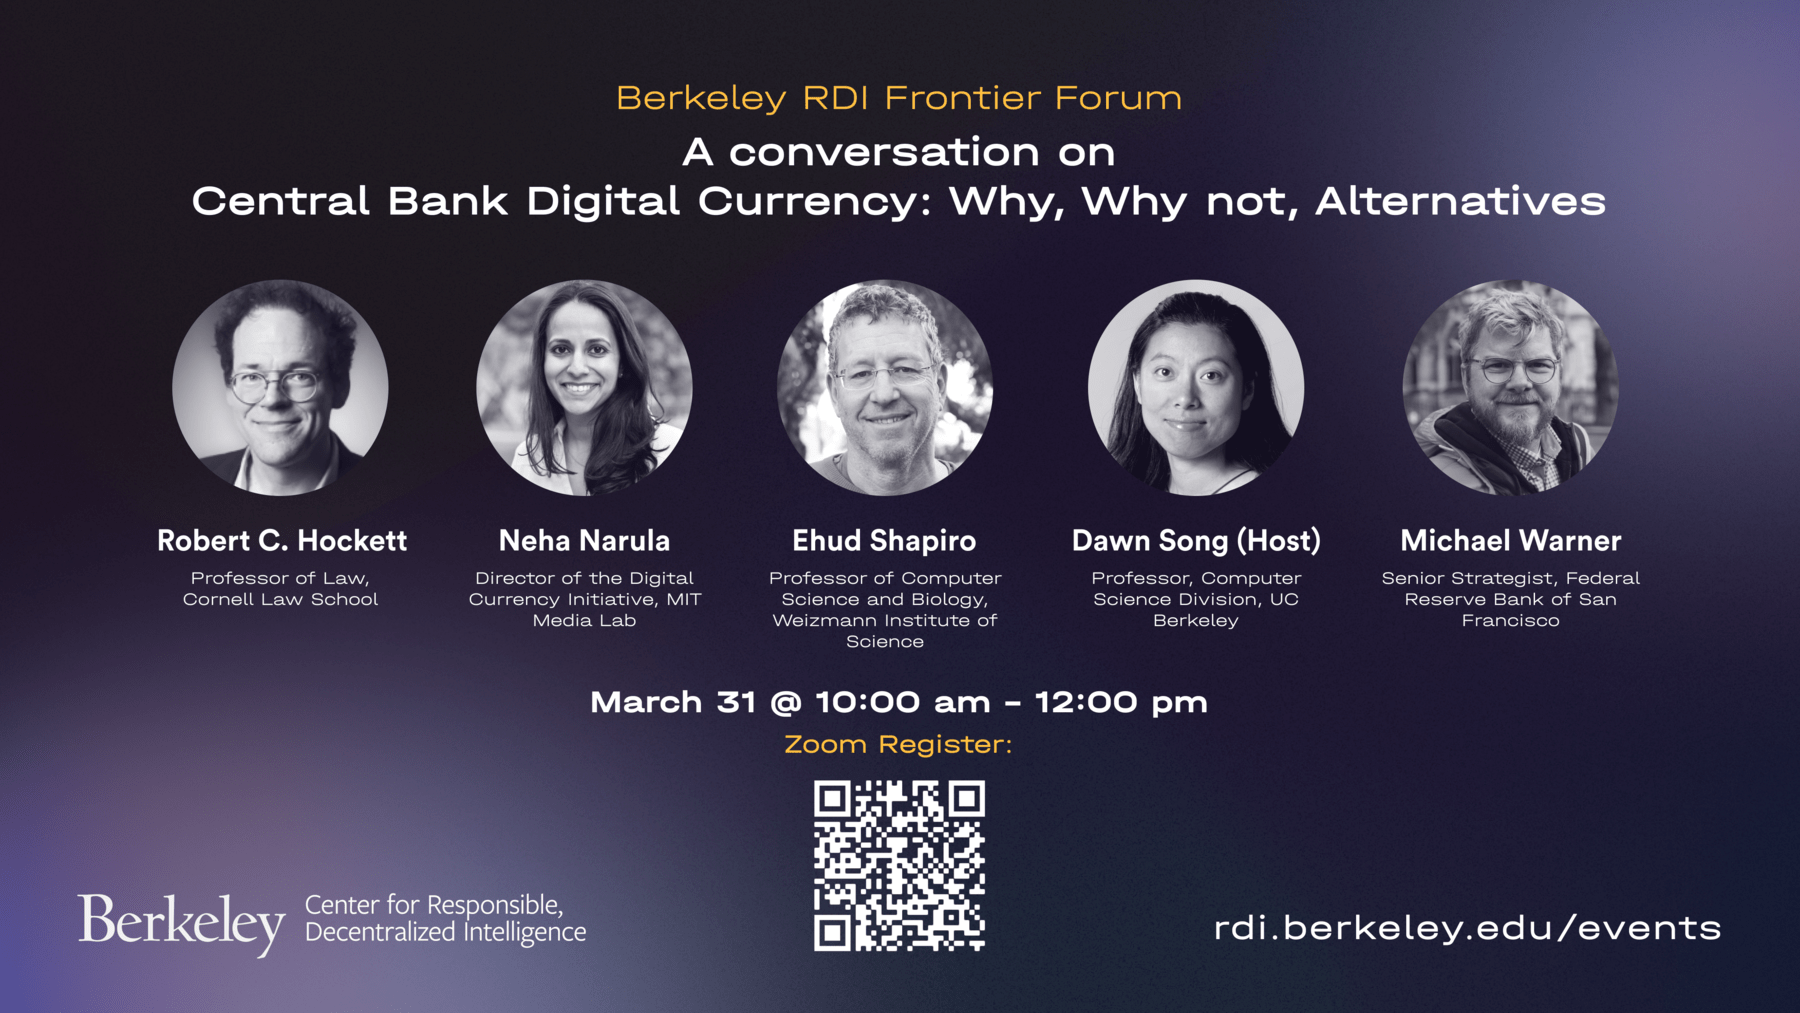 Berkeley RDI Frontier Forum
A conversation on
Central Bank Digital Currency: Why, Why not, Alternatives
Robert C. Hockett
Professor of Law,
Cornell Law School
Neha Narula
Director of the Digital
Currency Initiative, MIT
Media Lab
Ehud Shapiro
Professor of Computer
Science and Biology,
Weizmann Institute of
Science
Dawn Song (Host)
Professor, Computer
Science Division, UC
Berkeley
Michael Warner
Senior Strategist, Federal
Reserve Bank of San
Francisco
March 31 @ 10:00 am – 12:00 pm
Zoom Register:
Berkeley
Center for Responsible,
Decentralized Intelligence
rdi.berkeley.edu/events